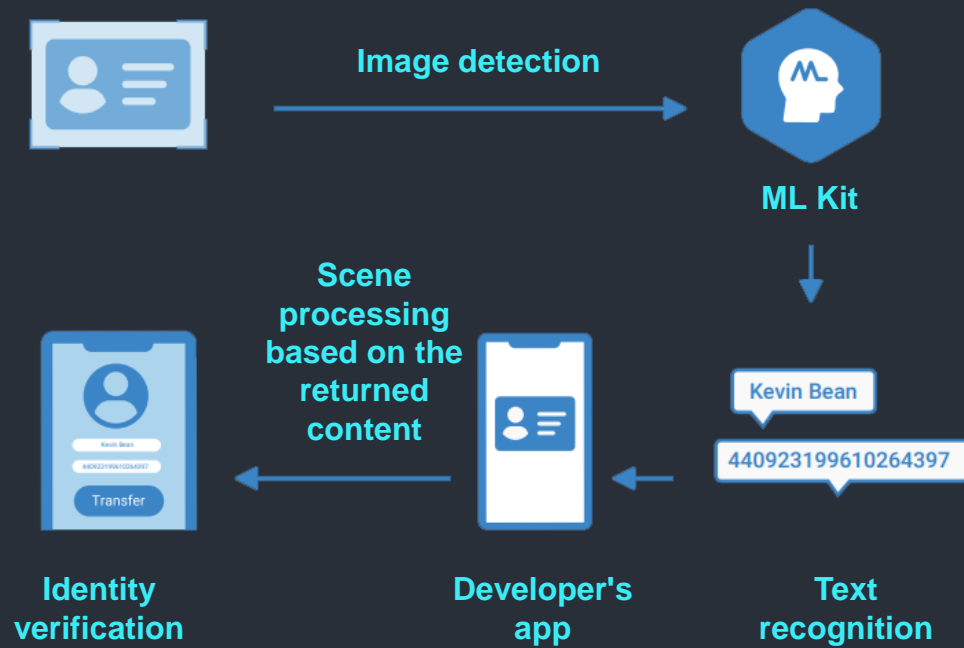 Image detection
ML Kit
Scene
processing
based on the
returned
content
Kevin Bean
440923199610264397
Kevin Bean
440923199610264397
Transfer
Identity
verification
Developer's
app
Text
recognition